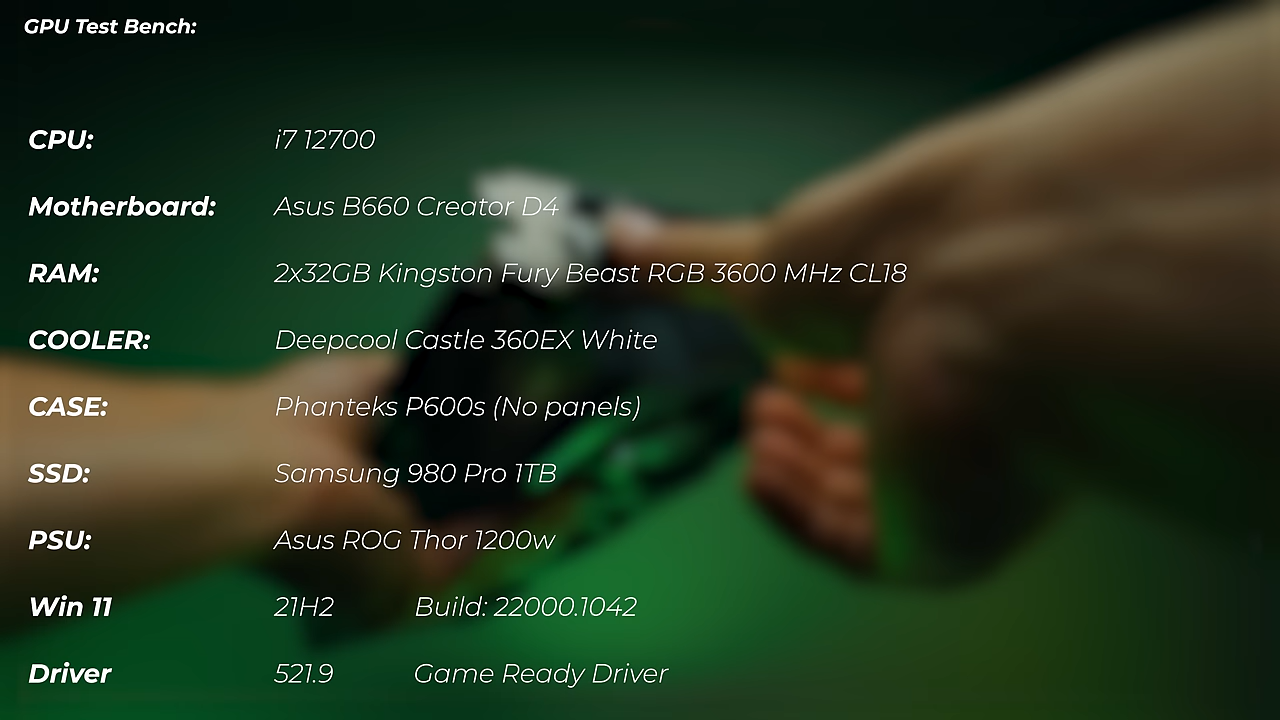 GPU Test Bench:
CPU: i7 12700
Motherboard: Asus B660 Creator D4
RAM: 2x32GB Kingston Fury Beast RGB 3600 MHz CL18
COOLER: Deepcool Castle 360EX White
CASE: Phanteks P600s (No panels)
SSD: Samsung 980 Pro 1TB
PSU: Asus ROG Thor 1200w
Win 11 21H2 Build: 22000.1042
Driver 521.9 Game Ready Driver